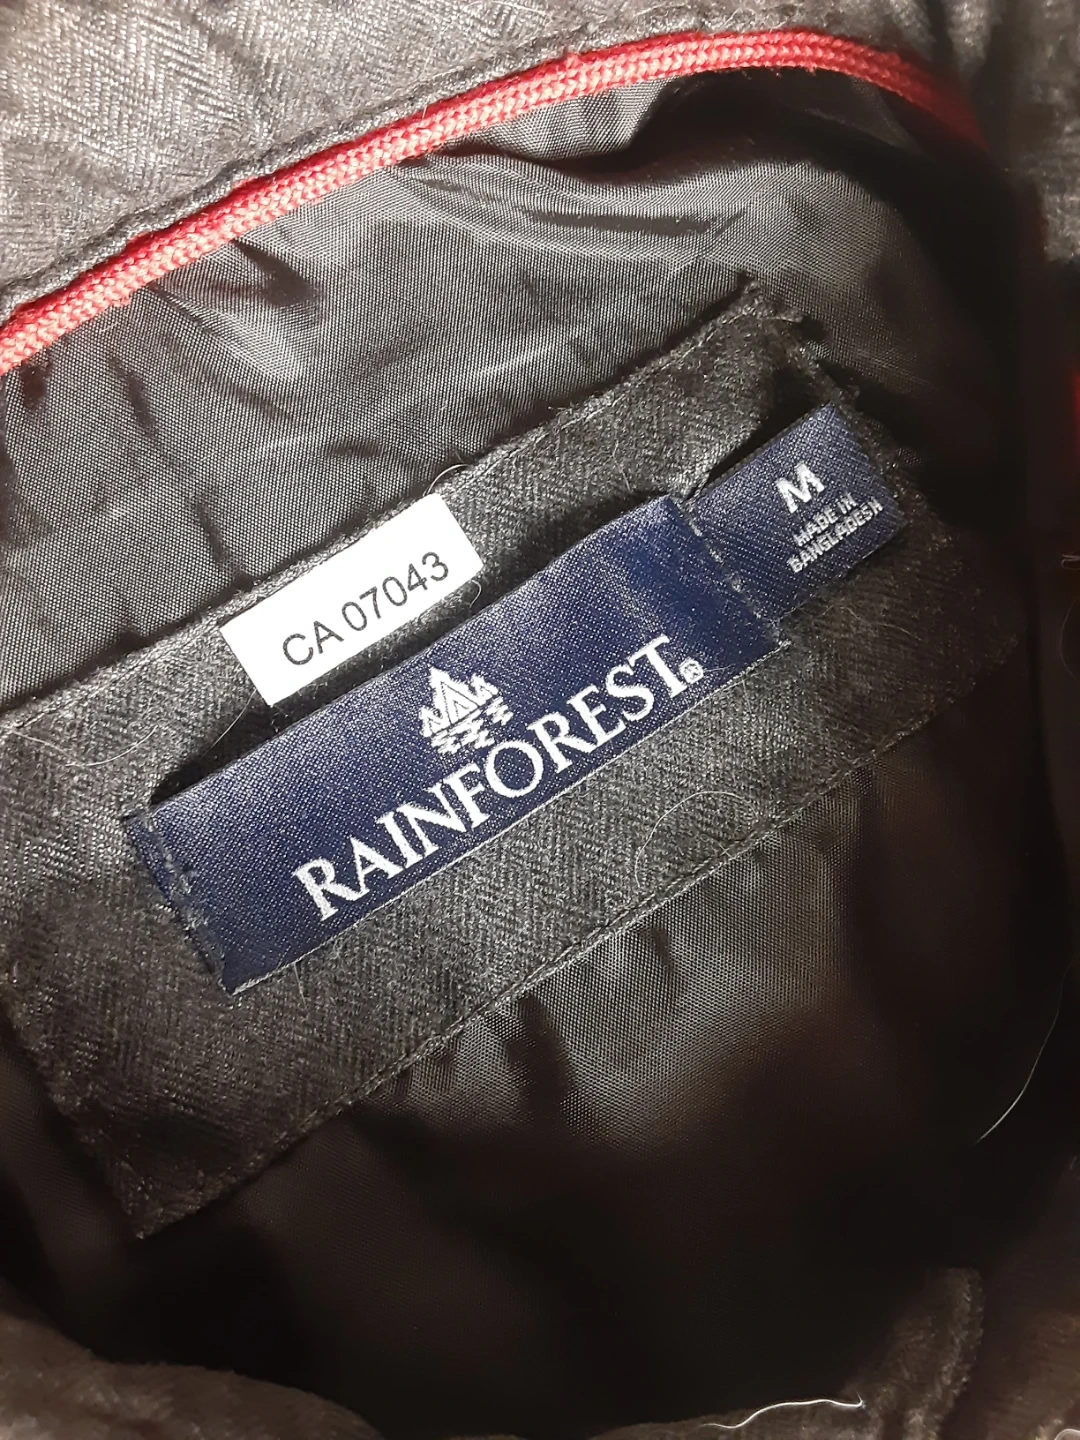 CA 07043
RAINFOREST®
M
MADE IN
BANGLADESH